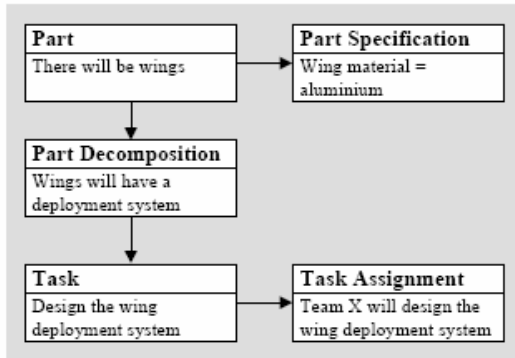 Part
There will be wings
Part Specification
Wing material =
aluminium
Part Decomposition
Wings will have a
deployment system
Task
Design the wing
deployment system
Task Assignment
Team X will design the
wing deployment system